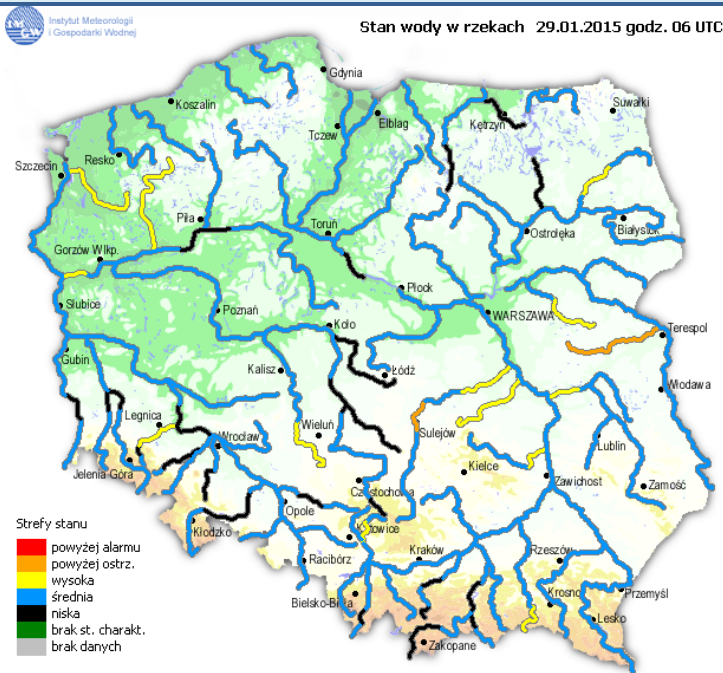 Instytut Meteorologii
i Gospodarki Wodnej
Stan wody w rzekach 29.01.2015 godz. 06 UTC
Gdynia
Koszalin
Suwałki
Tczew
Elbląg
Kętrzyn
Szczecin
Resko
Piła
Toruń
Ostrołęka
Białystok
Gorzów Wlkp.
Płock
Słubice
Poznań
Koło
WARSZAWA
Terespol
Gubin
Kalisz
Łódź
Włodawa
Legnica
Wrocław
Wieluń
Sulejów
Lublin
Jelenia Góra
Kielce
Częstochowa
Zawichost
Zamość
Opole
Kłodzko
Katowice
Racibórz
Kraków
Rzeszów
Bielsko-Biała
Krosno
Przemyśl
Lesko
Zakopane
Strefy stanu
powyżej alarmu
powyżej ostrz.
wysoka
średnia
niska
brak st. charakt.
brak danych